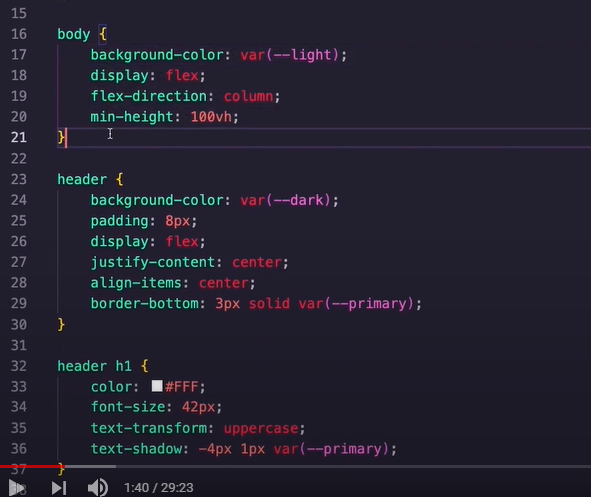 15
16 body {
17 background-color: var(--light);
18 display: flex;
19 flex-direction: column;
20 min-height: 100vh;
21 }
22
23 header {
24 background-color: var(--dark);
25 padding: 8px;
26 display: flex;
27 justify-content: center;
28 align-items: center;
29 border-bottom: 3px solid var(--primary);
30 }
31
32 header h1 {
33 color: #FFF;
34 font-size: 42px;
35 text-transform: uppercase;
36 text-shadow: -4px 1px var(--primary);
37 }
1:40 / 29:23